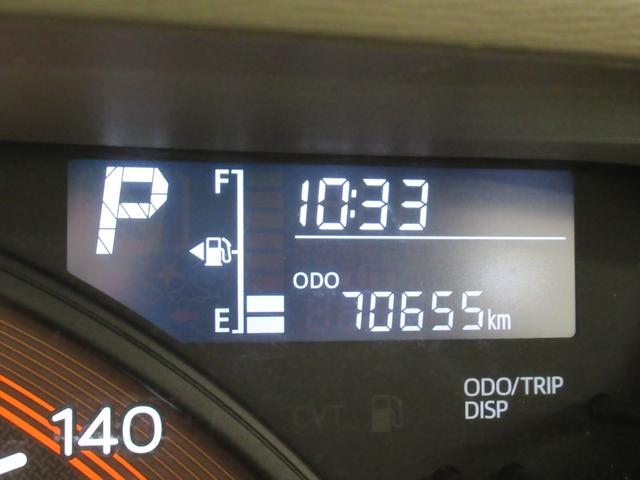 P
F
10:33
ODO
E
70655km
ODO/TRIP
DISP
140